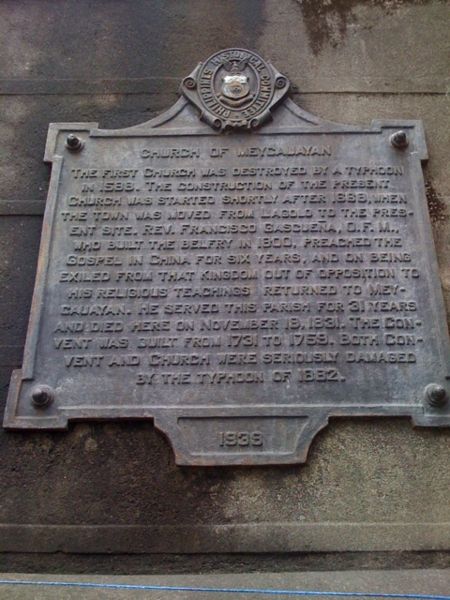 PHILIPPINES HISTORICAL COMMITTEE
CHURCH OF MEYCAUAYAN
THE FIRST CHURCH WAS DESTROYED BY A TYPHOON
IN 1588. THE CONSTRUCTION OF THE PRESENT
CHURCH WAS STARTED SHORTLY AFTER 1668, WHEN
THE TOWN WAS MOVED FROM LAGOLO TO THE PRES-
ENT SITE. REV. FRANCISCO GASCUENA, O.F.M.,
WHO BUILT THE BELFRY IN 1800, PREACHED THE
GOSPEL IN CHINA FOR SIX YEARS, AND ON BEING
EXILED FROM THAT KINGDOM OUT OF OPPOSITION TO
HIS RELIGIOUS TEACHINGS RETURNED TO MEY-
CAUAYAN. HE SERVED THIS PARISH FOR 31 YEARS
AND DIED HERE ON NOVEMBER 19, 1831. THE CON-
VENT WAS BUILT FROM 1731 TO 1759. BOTH CON-
VENT AND CHURCH WERE SERIOUSLY DAMAGED
BY THE TYPHOON OF 1882.
1939